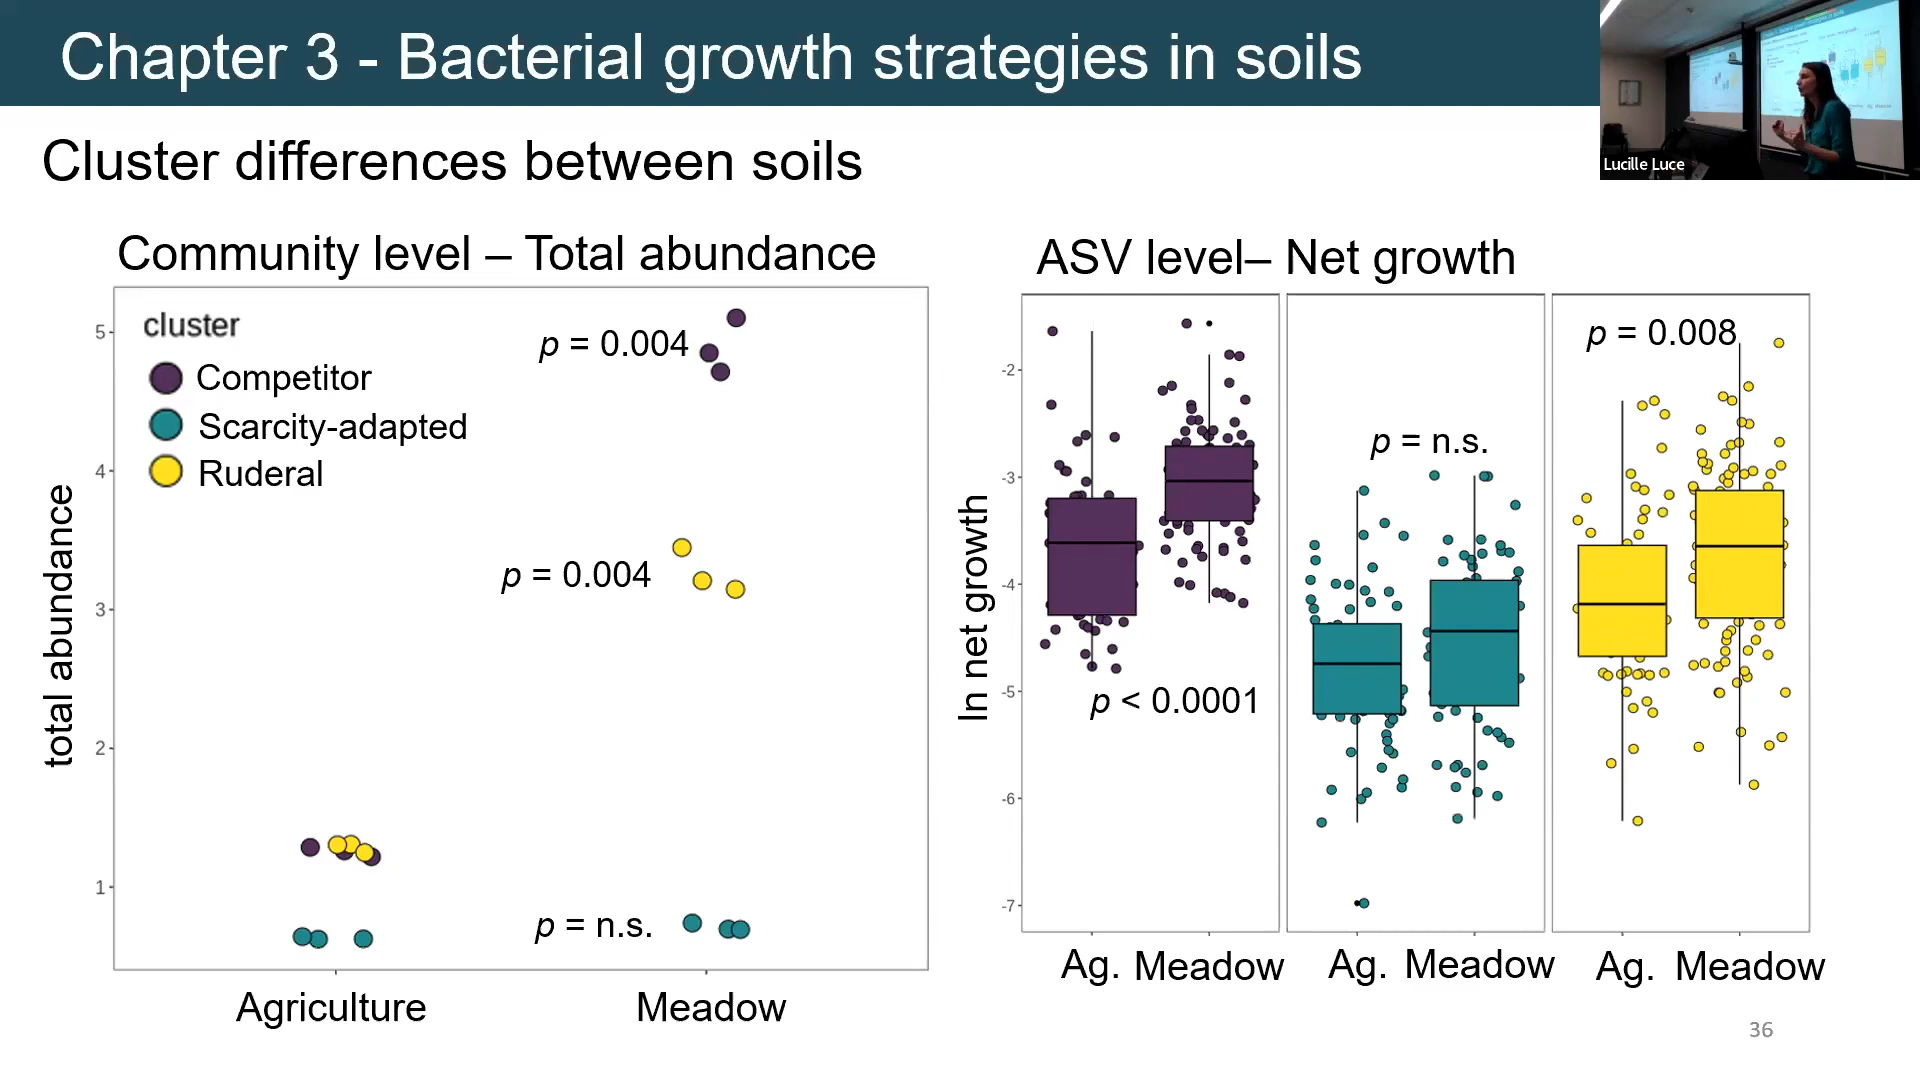 Chapter 3 - Bacterial growth strategies in soils
Lucille Luce
Cluster differences between soils
Community level – Total abundance
cluster
Competitor
Scarcity-adapted
Ruderal
p = 0.004
p = 0.004
p = n.s.
total abundance
5
4
3
2
1
Agriculture
Meadow
ASV level– Net growth
ln net growth
-2
-3
-4
-5
-6
-7
p < 0.0001
p = n.s.
p = 0.008
Ag. Meadow
Ag. Meadow
Ag. Meadow
36